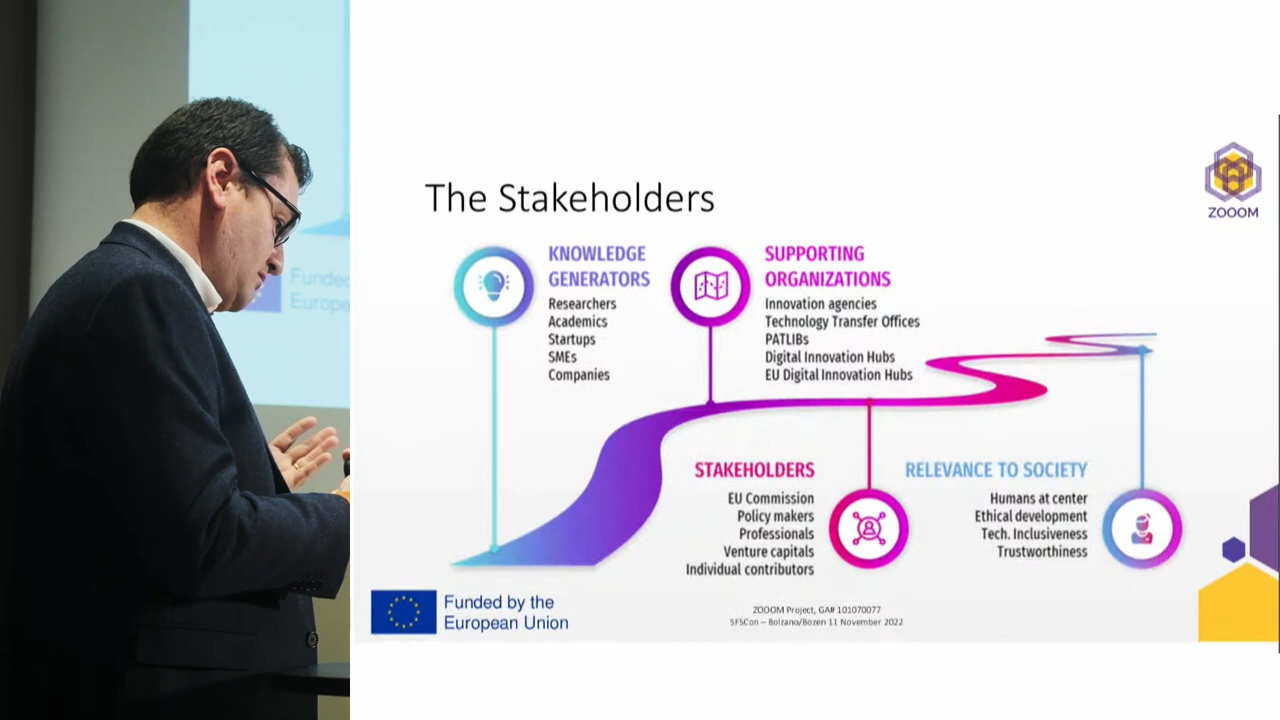 Funded
Europe
The Stakeholders
ZOOOM
KNOWLEDGE
GENERATORS
Researchers
Academics
Startups
SMEs
Companies
SUPPORTING
ORGANIZATIONS
Innovation agencies
Technology Transfer Offices
PATLIBs
Digital Innovation Hubs
EU Digital Innovation Hubs
STAKEHOLDERS
EU Commission
Policy makers
Professionals
Venture capitals
Individual contributors
RELEVANCE TO SOCIETY
Humans at center
Ethical development
Tech. Inclusiveness
Trustworthiness
Funded by the
European Union
ZOOOM Project, GA# 101070077
SFSCon – Bolzano/Bozen 11 November 2022